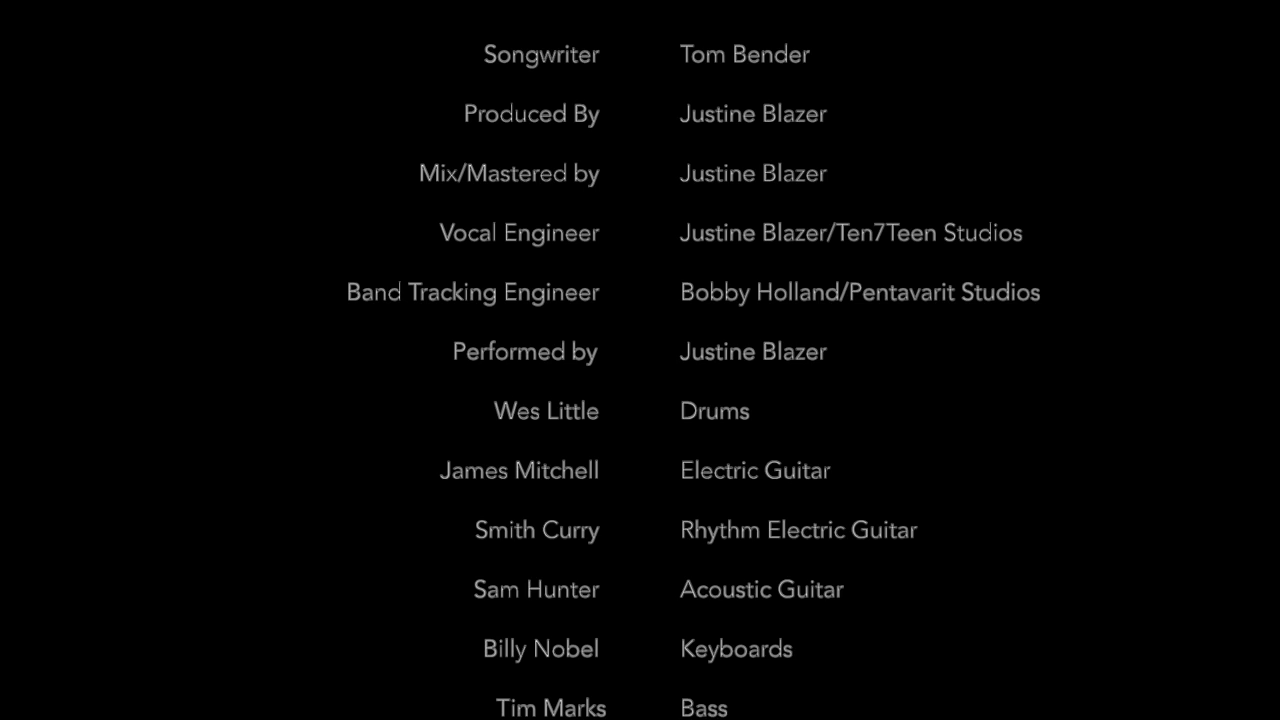 Songwriter Tom Bender
Produced By Justine Blazer
Mix/Mastered by Justine Blazer
Vocal Engineer Justine Blazer/Ten7Teen Studios
Band Tracking Engineer Bobby Holland/Pentavarit Studios
Performed by Justine Blazer
Wes Little Drums
James Mitchell Electric Guitar
Smith Curry Rhythm Electric Guitar
Sam Hunter Acoustic Guitar
Billy Nobel Keyboards
Tim Marks Bass